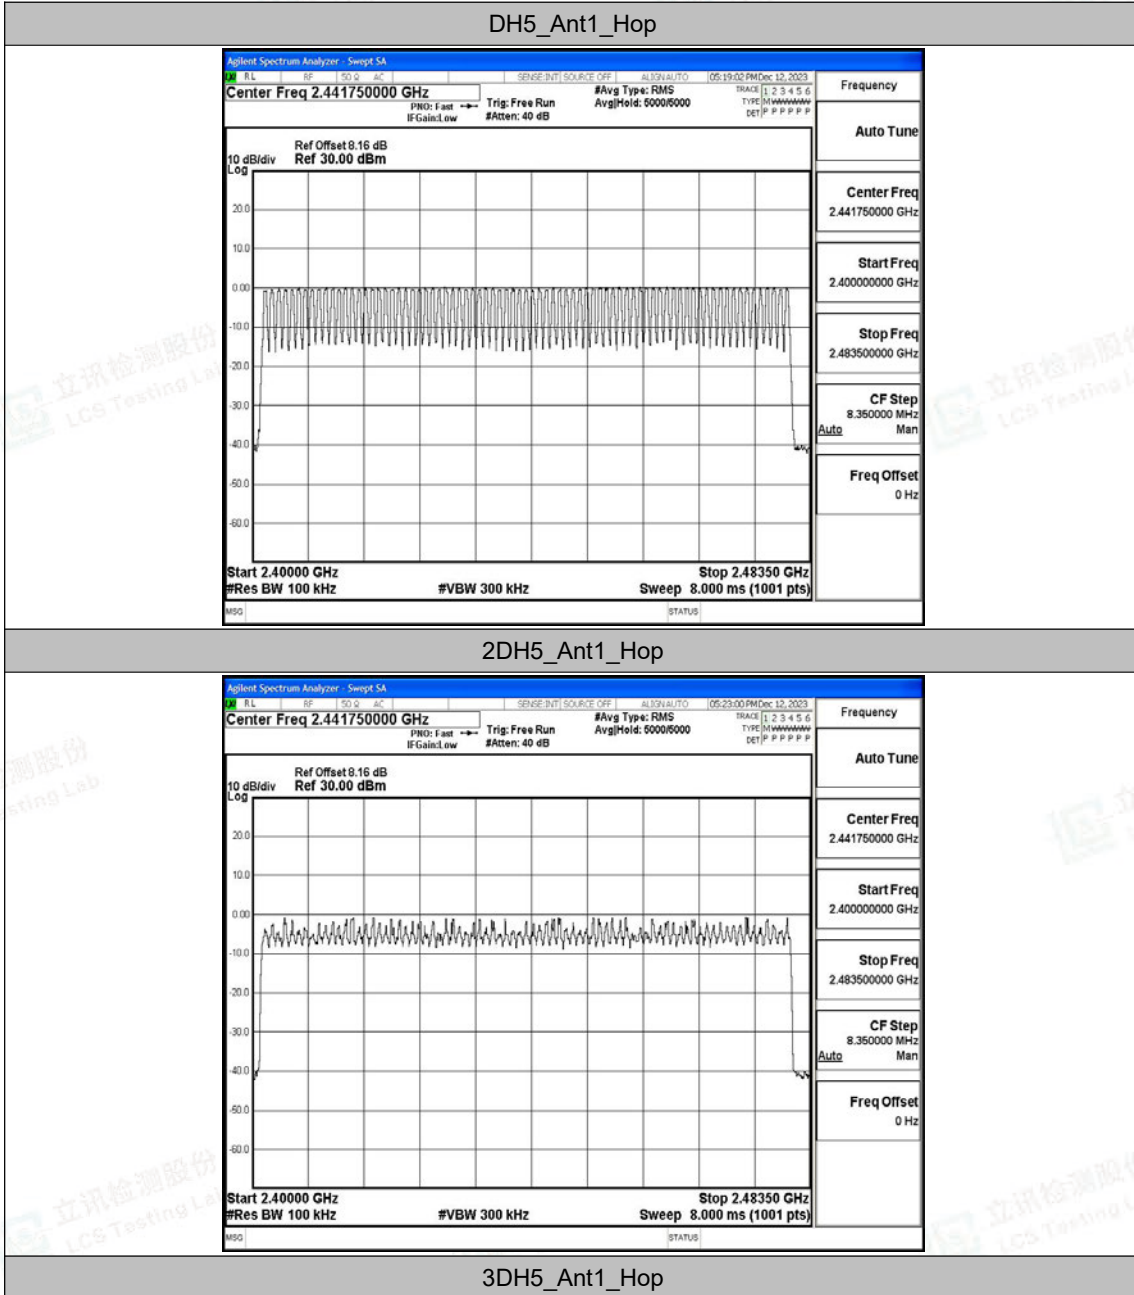 DH5_Ant1_Hop
Agilent Spectrum Analyzer - Swept SA
RL RF 50 Ω AC SENSE:INT SOURCE OFF ALIGN AUTO 05:19:02 PM Dec 12, 2023
Center Freq 2.441750000 GHz
PNO: Fast
IFGain:Low
Trig: Free Run
#Atten: 40 dB
#Avg Type: RMS
Avg|Hold: 5000/5000
TRACE 1 2 3 4 5 6
TYPE M
DET P P P P P P
Ref Offset 8.16 dB
10 dB/div Ref 30.00 dBm
Log
20.0
10.0
0.00
-10.0
-20.0
-30.0
-40.0
-50.0
-60.0
Start 2.40000 GHz Stop 2.48350 GHz
#Res BW 100 kHz #VBW 300 kHz Sweep 8.000 ms (1001 pts)
MSG STATUS
Frequency
Auto Tune
Center Freq
2.441750000 GHz
Start Freq
2.400000000 GHz
Stop Freq
2.483500000 GHz
CF Step
8.350000 MHz
Auto Man
Freq Offset
0 Hz
2DH5_Ant1_Hop
Agilent Spectrum Analyzer - Swept SA
RL RF 50 Ω AC SENSE:INT SOURCE OFF ALIGN AUTO 05:23:00 PM Dec 12, 2023
Center Freq 2.441750000 GHz
PNO: Fast
IFGain:Low
Trig: Free Run
#Atten: 40 dB
#Avg Type: RMS
Avg|Hold: 5000/5000
TRACE 1 2 3 4 5 6
TYPE M
DET P P P P P P
Ref Offset 8.16 dB
10 dB/div Ref 30.00 dBm
Log
20.0
10.0
0.00
-10.0
-20.0
-30.0
-40.0
-50.0
-60.0
Start 2.40000 GHz Stop 2.48350 GHz
#Res BW 100 kHz #VBW 300 kHz Sweep 8.000 ms (1001 pts)
MSG STATUS
Frequency
Auto Tune
Center Freq
2.441750000 GHz
Start Freq
2.400000000 GHz
Stop Freq
2.483500000 GHz
CF Step
8.350000 MHz
Auto Man
Freq Offset
0 Hz
3DH5_Ant1_Hop
立讯检测股份
LCS Testing Lab